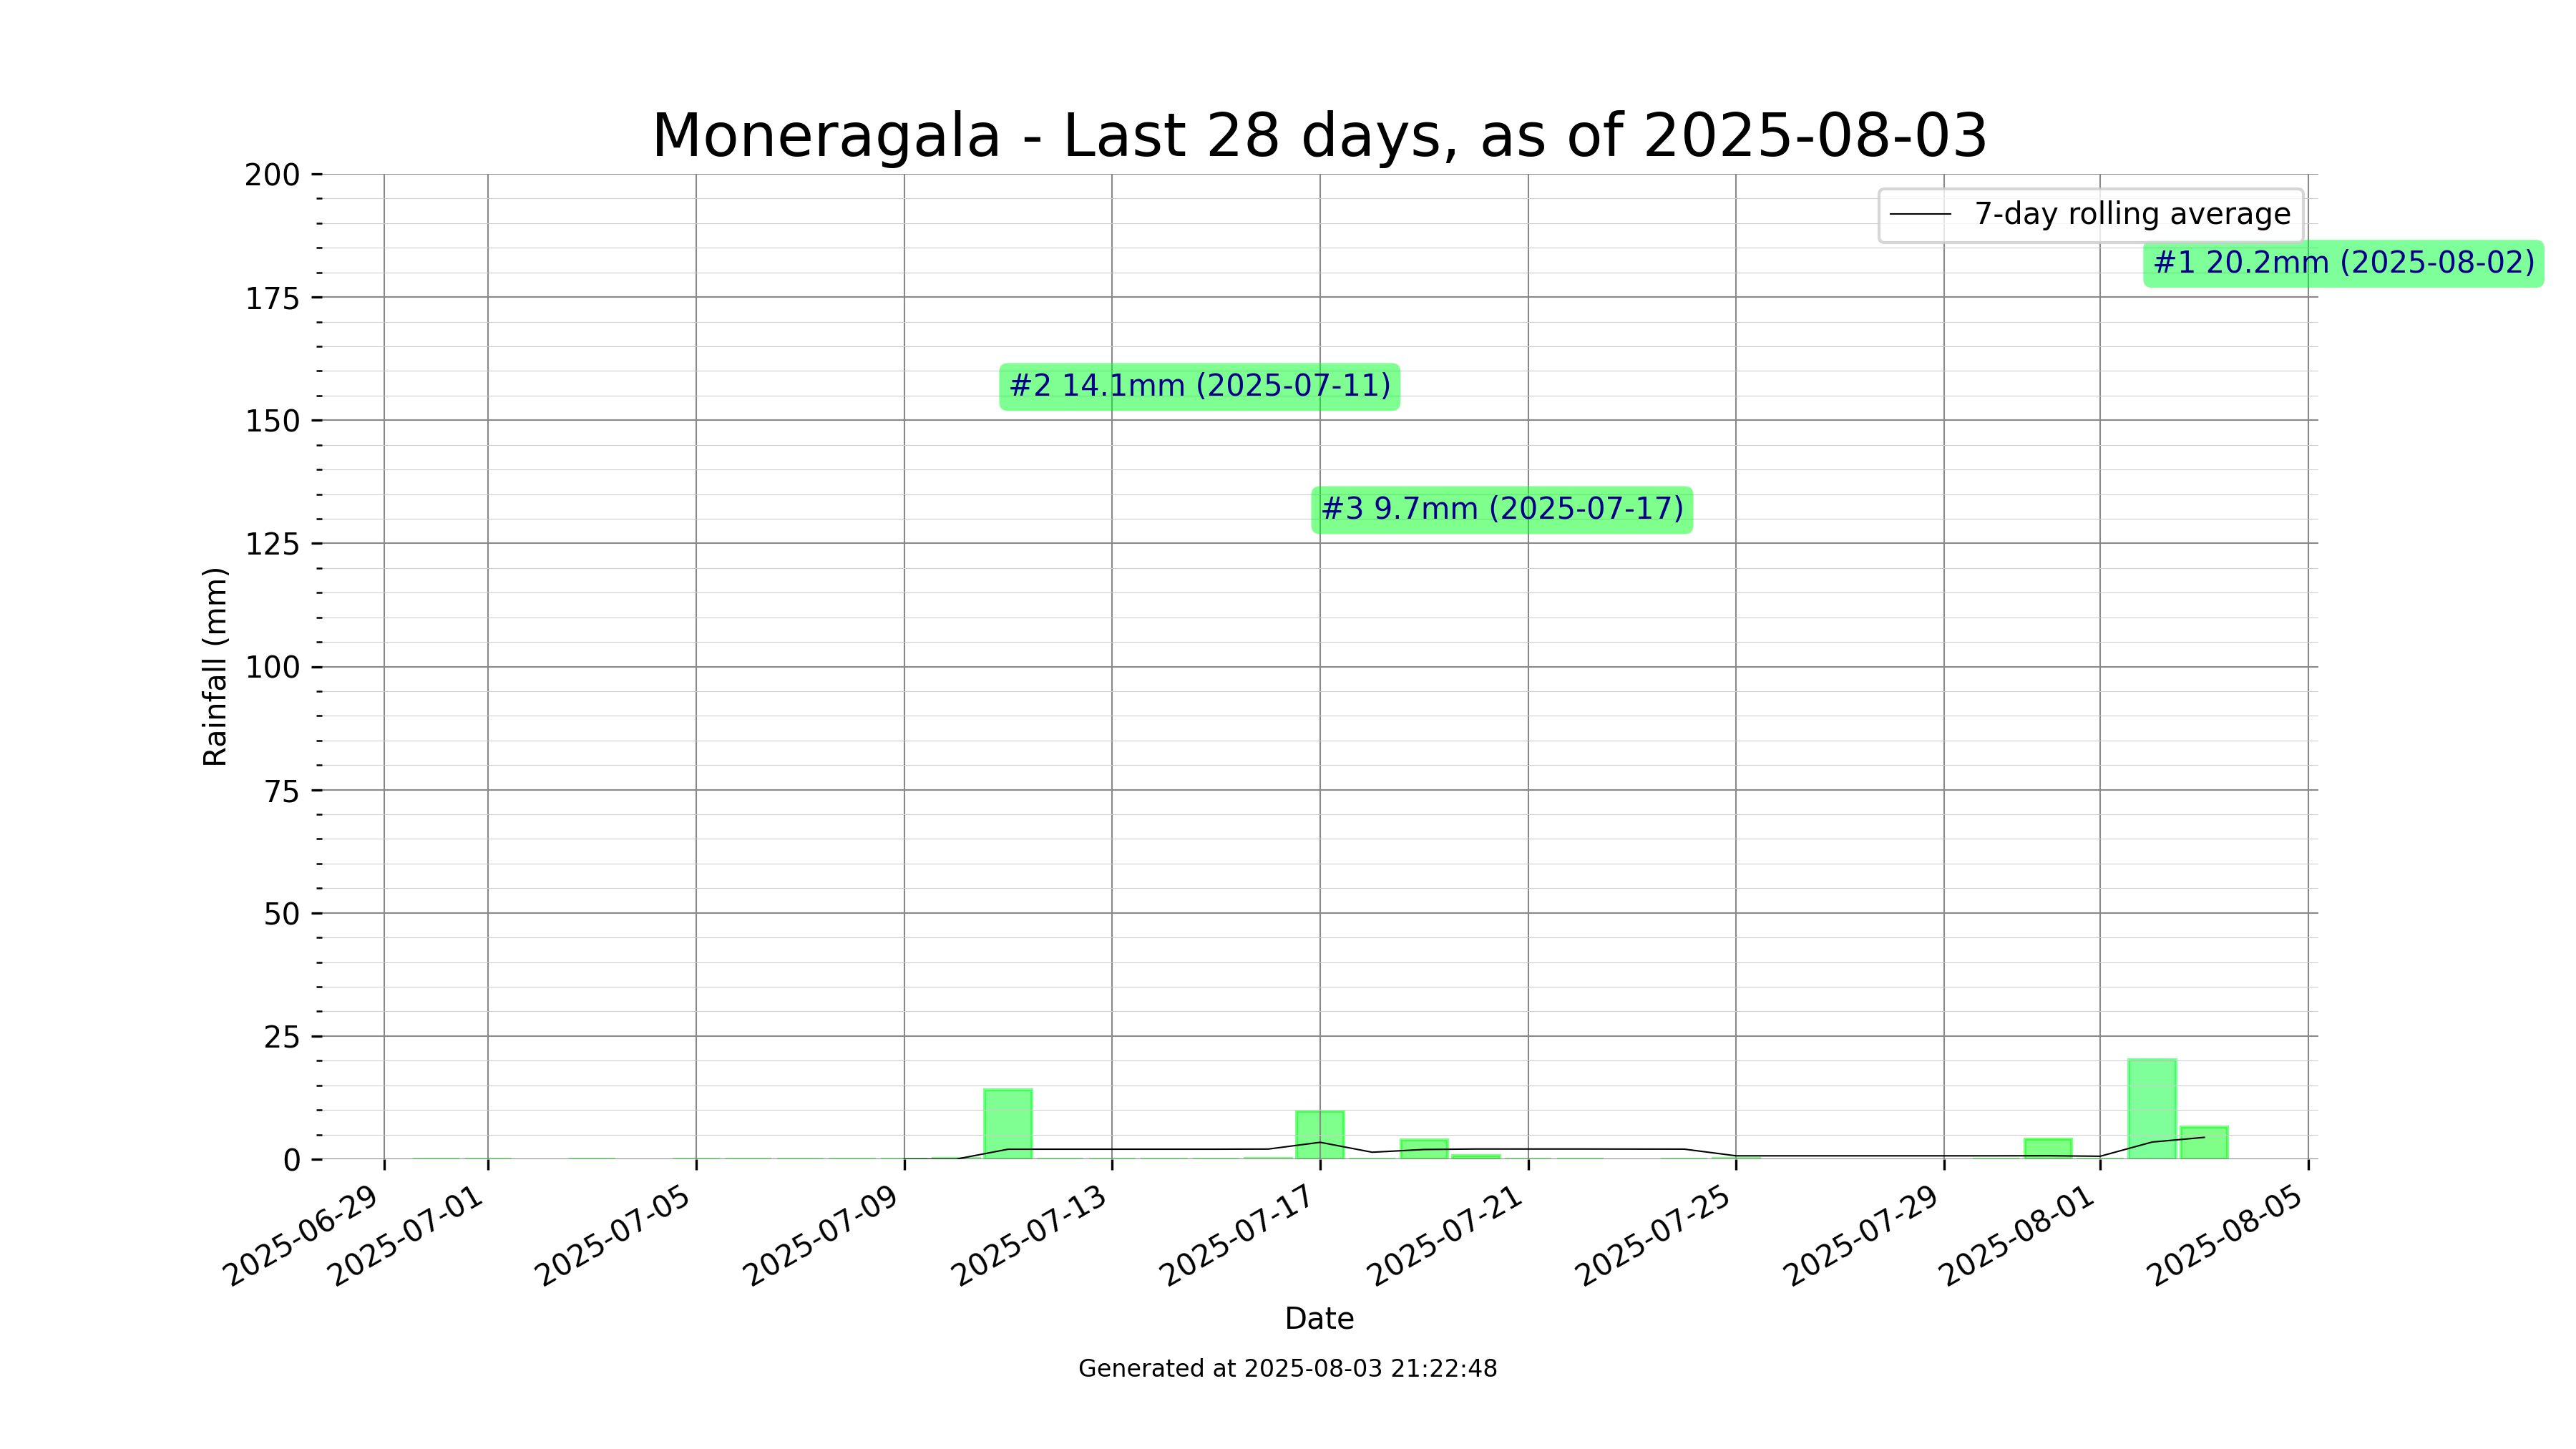 Moneragala - Last 28 days, as of 2025-08-03
200
175
150
125
100
75
50
25
0
Rainfall (mm)
7-day rolling average
#1 20.2mm (2025-08-02)
#2 14.1mm (2025-07-11)
#3 9.7mm (2025-07-17)
2025-06-29
2025-07-01
2025-07-05
2025-07-09
2025-07-13
2025-07-17
2025-07-21
2025-07-25
2025-07-29
2025-08-01
2025-08-05
Date
Generated at 2025-08-03 21:22:48